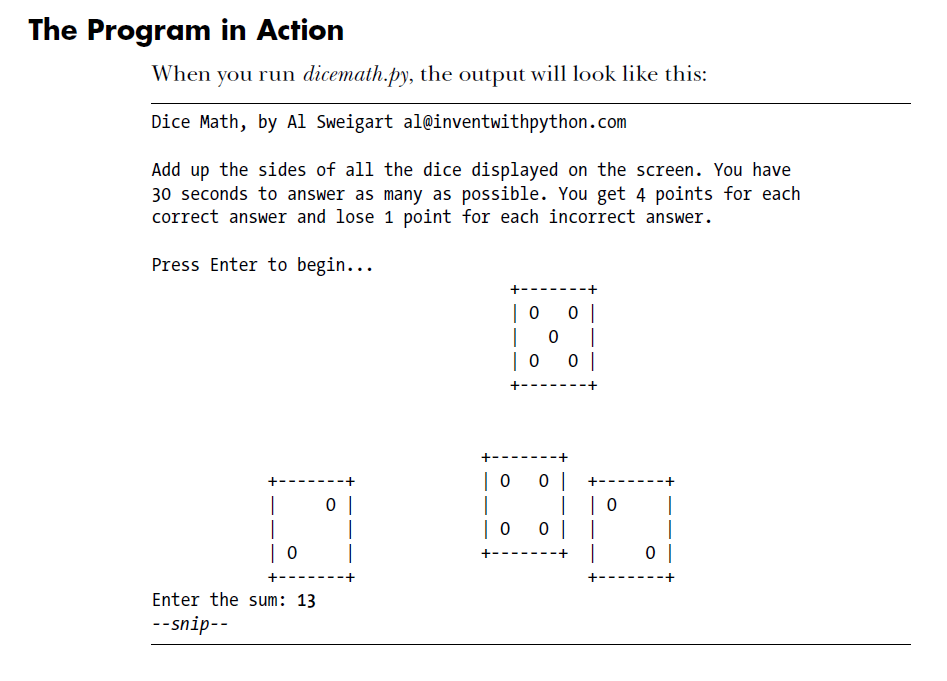 The Program in Action
When you run dicemath.py, the output will look like this:
Dice Math, by Al Sweigart al@inventwithpython.com
Add up the sides of all the dice displayed on the screen. You have
30 seconds to answer as many as possible. You get 4 points for each
correct answer and lose 1 point for each incorrect answer.
Press Enter to begin...
                                     +-------+
                                     | O   O |
                                     |   O   |
                                     | O   O |
                                     +-------+
                                  +-------+
            +-------+             | O   O |  +-------+
            |     O |             |       |  | O     |
            |       |             | O   O |  |       |
            | O     |             +-------+  |     O |
            +-------+                        +-------+
Enter the sum: 13
--snip--